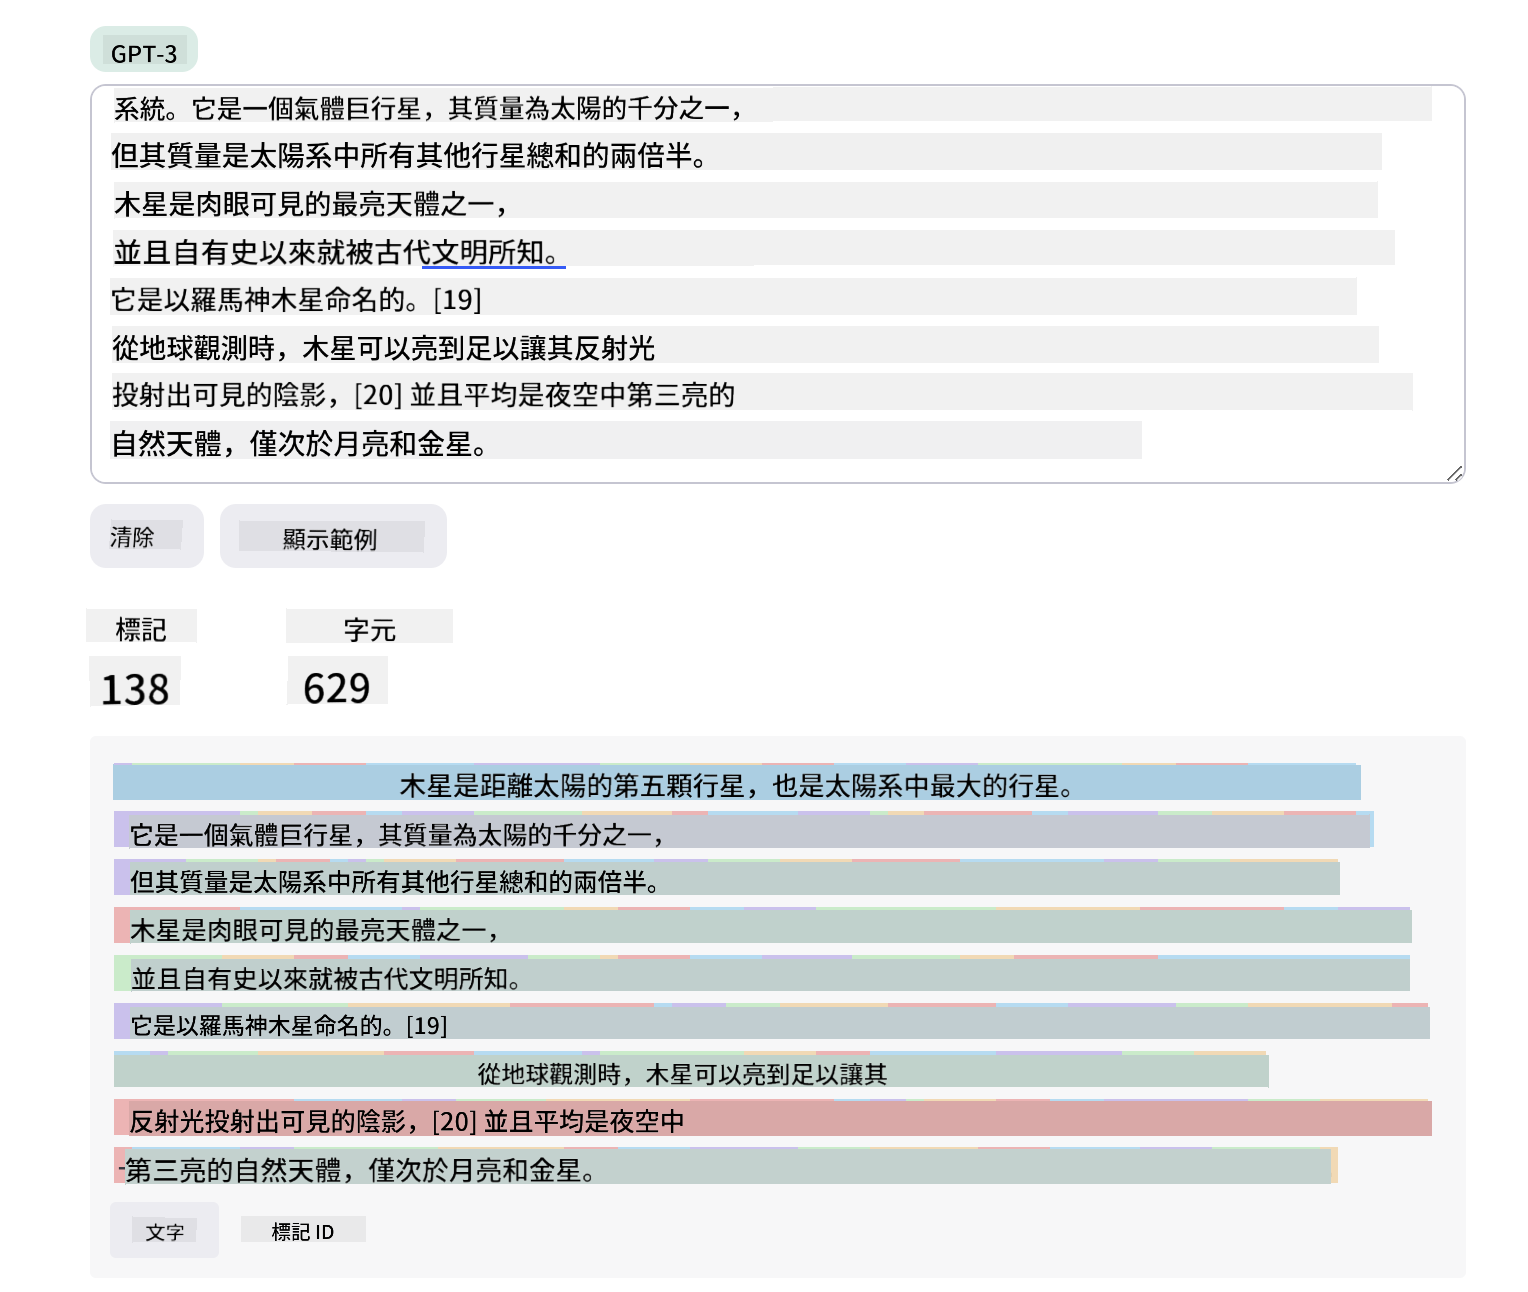 GPT-3
系統。它是一個氣體巨行星，其質量為太陽的千分之一，
但其質量是太陽系中所有其他行星總和的兩倍半。
木星是肉眼可見的最亮天體之一，
並且自有史以來就被古代文明所知。
它是以羅馬神木星命名的。[19]
從地球觀測時，木星可以亮到足以讓其反射光
投射出可見的陰影，[20] 並且平均是夜空中第三亮的
自然天體，僅次於月亮和金星。
清除 顯示範例
標記 字元
138 629
木星是距離太陽的第五顆行星，也是太陽系中最大的行星。
它是一個氣體巨行星，其質量為太陽的千分之一，
但其質量是太陽系中所有其他行星總和的兩倍半。
木星是肉眼可見的最亮天體之一，
並且自有史以來就被古代文明所知。
它是以羅馬神木星命名的。[19]
從地球觀測時，木星可以亮到足以讓其
反射光投射出可見的陰影，[20] 並且平均是夜空中
-第三亮的自然天體，僅次於月亮和金星。
文字 標記 ID